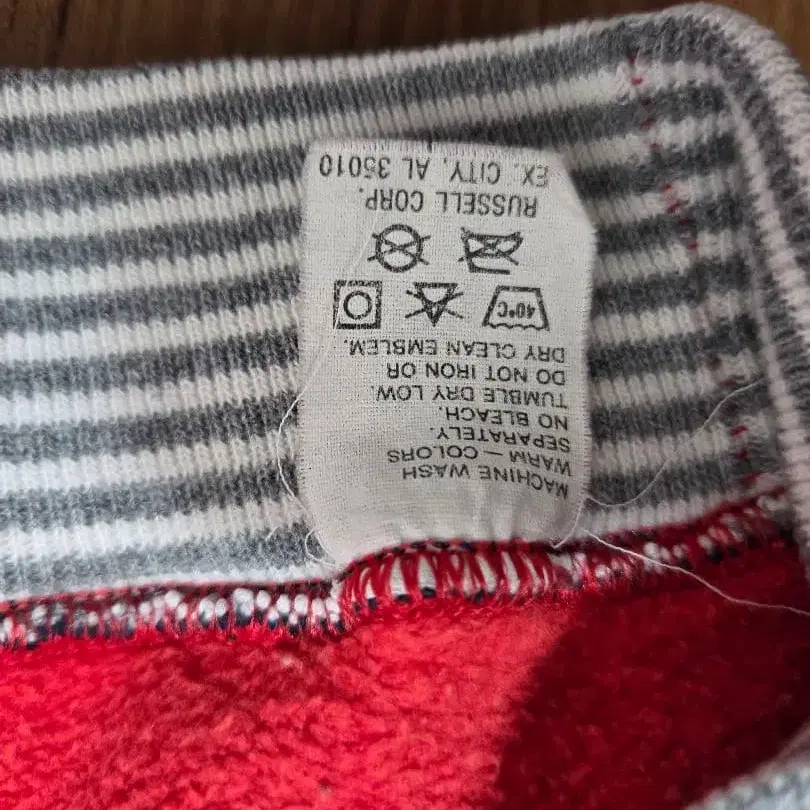 MACHINE WASH
WARM — COLORS
SEPARATELY.
NO BLEACH.
TUMBLE DRY LOW.
DO NOT IRON OR
DRY CLEAN EMBLEM.
40°C
RUSSELL CORP.
EX. CITY, AL 35010